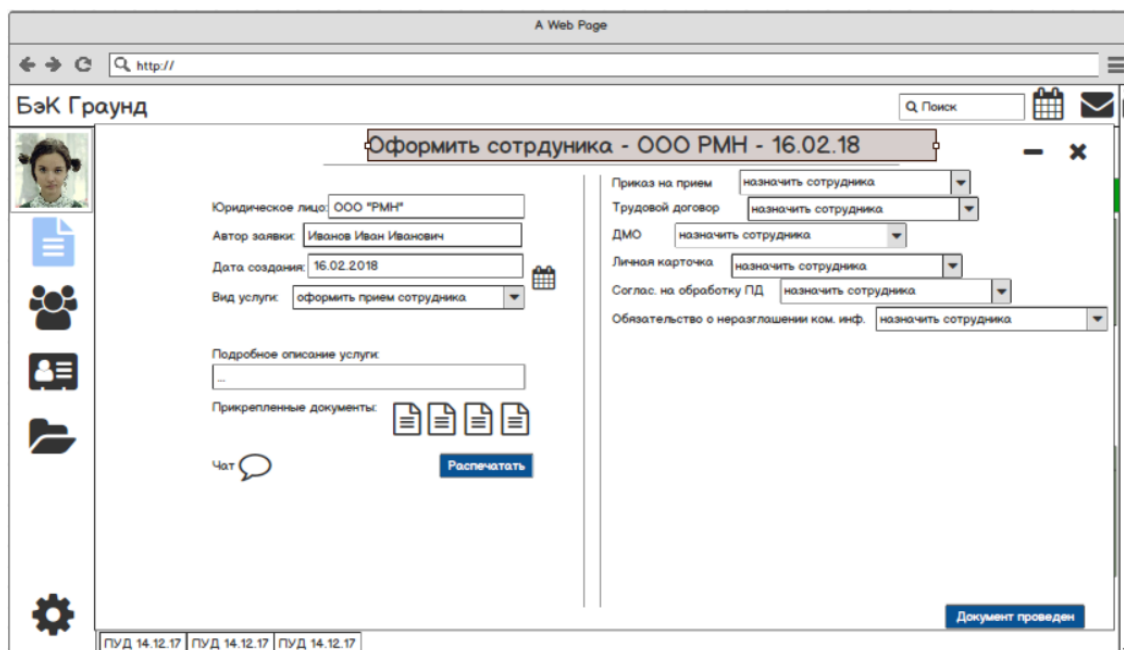 A Web Page
http://
БэК Граунд
Поиск
Оформить сотрдуника - ООО РМН - 16.02.18
Юридическое лицо: ООО "РМН"
Автор заявки: Иванов Иван Иванович
Дата создания: 16.02.2018
Вид услуги: оформить прием сотрудника
Подробное описание услуги:
...
Прикрепленные документы:
Чат
Распечатать
Приказ на прием назначить сотрудника
Трудовой договор назначить сотрудника
ДМО назначить сотрудника
Личная карточка назначить сотрудника
Соглас. на обработку ПД назначить сотрудника
Обязательство о неразглашении ком. инф. назначить сотрудника
Документ проведен
ПУД 14.12.17 ПУД 14.12.17 ПУД 14.12.17